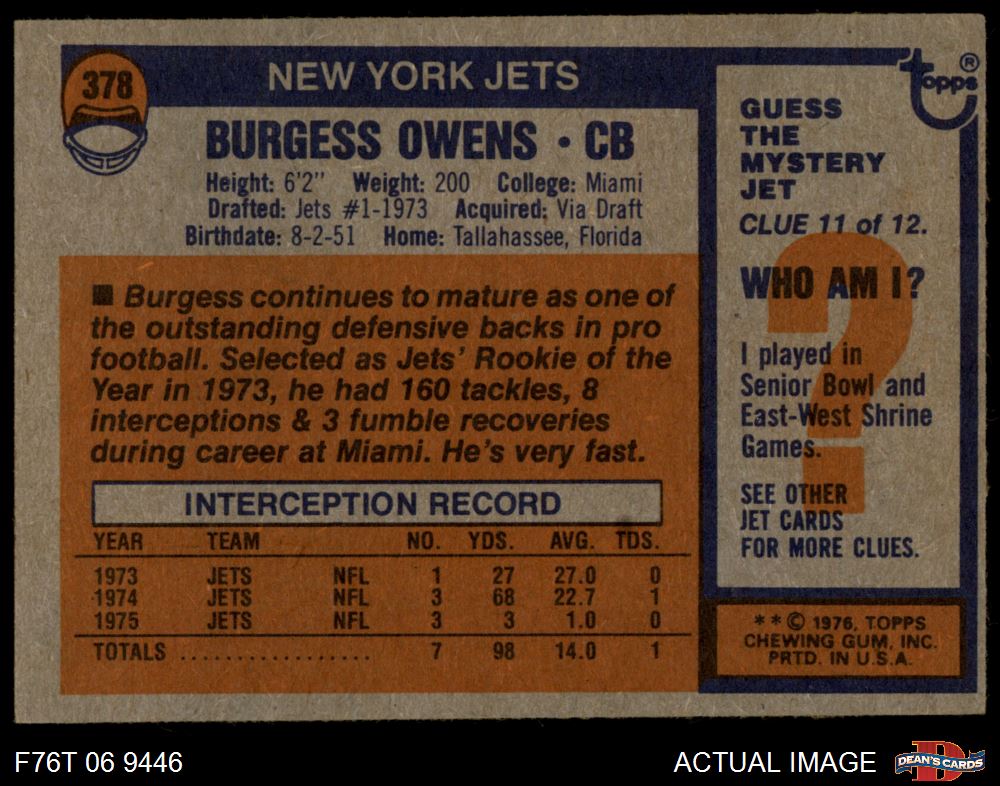 378
NEW YORK JETS
BURGESS OWENS · CB
Height: 6'2" Weight: 200 College: Miami
Drafted: Jets #1-1973 Acquired: Via Draft
Birthdate: 8-2-51 Home: Tallahassee, Florida
■ Burgess continues to mature as one of
the outstanding defensive backs in pro
football. Selected as Jets' Rookie of the
Year in 1973, he had 160 tackles, 8
interceptions & 3 fumble recoveries
during career at Miami. He's very fast.
INTERCEPTION RECORD
YEAR TEAM NO. YDS. AVG. TDS.
1973 JETS NFL 1 27 27.0 0
1974 JETS NFL 3 68 22.7 1
1975 JETS NFL 3 3 1.0 0
TOTALS .................. 7 98 14.0 1
topps®
GUESS
THE
MYSTERY
JET
CLUE 11 of 12.
WHO AM I?
I played in
Senior Bowl and
East-West Shrine
Games.
SEE OTHER
JET CARDS
FOR MORE CLUES.
?
* * © 1976, TOPPS
CHEWING GUM, INC.
PRTD. IN U.S.A.
F76T 06 9446
ACTUAL IMAGE
D
DEAN'S CARDS